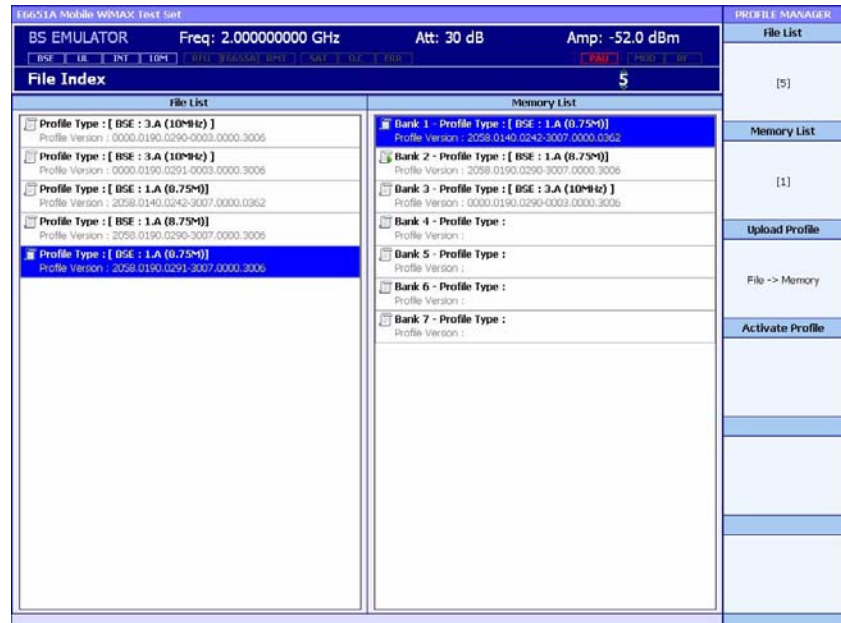 E6651A Mobile WiMAX Test Set
PROFILE MANAGER
BS EMULATOR Freq: 2.000000000 GHz Att: 30 dB Amp: -52.0 dBm
BSE UL INT 10M RFU E6655A RMT SAT O.C ERR PAU MOD RF
File Index 5
File List
[5]
Memory List
[1]
Upload Profile
File -> Memory
Activate Profile
File List
Profile Type : [ BSE : 3.A (10MHz) ]
Profile Version : 0000.0190.0290-0003.0000.3006
Profile Type : [ BSE : 3.A (10MHz) ]
Profile Version : 0000.0190.0291-0003.0000.3006
Profile Type : [ BSE : 1.A (8.75M)]
Profile Version : 2058.0140.0242-3007.0000.0362
Profile Type : [ BSE : 1.A (8.75M)]
Profile Version : 2058.0190.0290-3007.0000.3006
Profile Type : [ BSE : 1.A (8.75M)]
Profile Version : 2058.0190.0291-3007.0000.3006
Memory List
Bank 1 - Profile Type : [ BSE : 1.A (8.75M)]
Profile Version : 2058.0140.0242-3007.0000.0362
Bank 2 - Profile Type : [ BSE : 1.A (8.75M)]
Profile Version : 2058.0190.0290-3007.0000.3006
Bank 3 - Profile Type : [ BSE : 3.A (10MHz) ]
Profile Version : 0000.0190.0290-0003.0000.3006
Bank 4 - Profile Type :
Profile Version :
Bank 5 - Profile Type :
Profile Version :
Bank 6 - Profile Type :
Profile Version :
Bank 7 - Profile Type :
Profile Version :